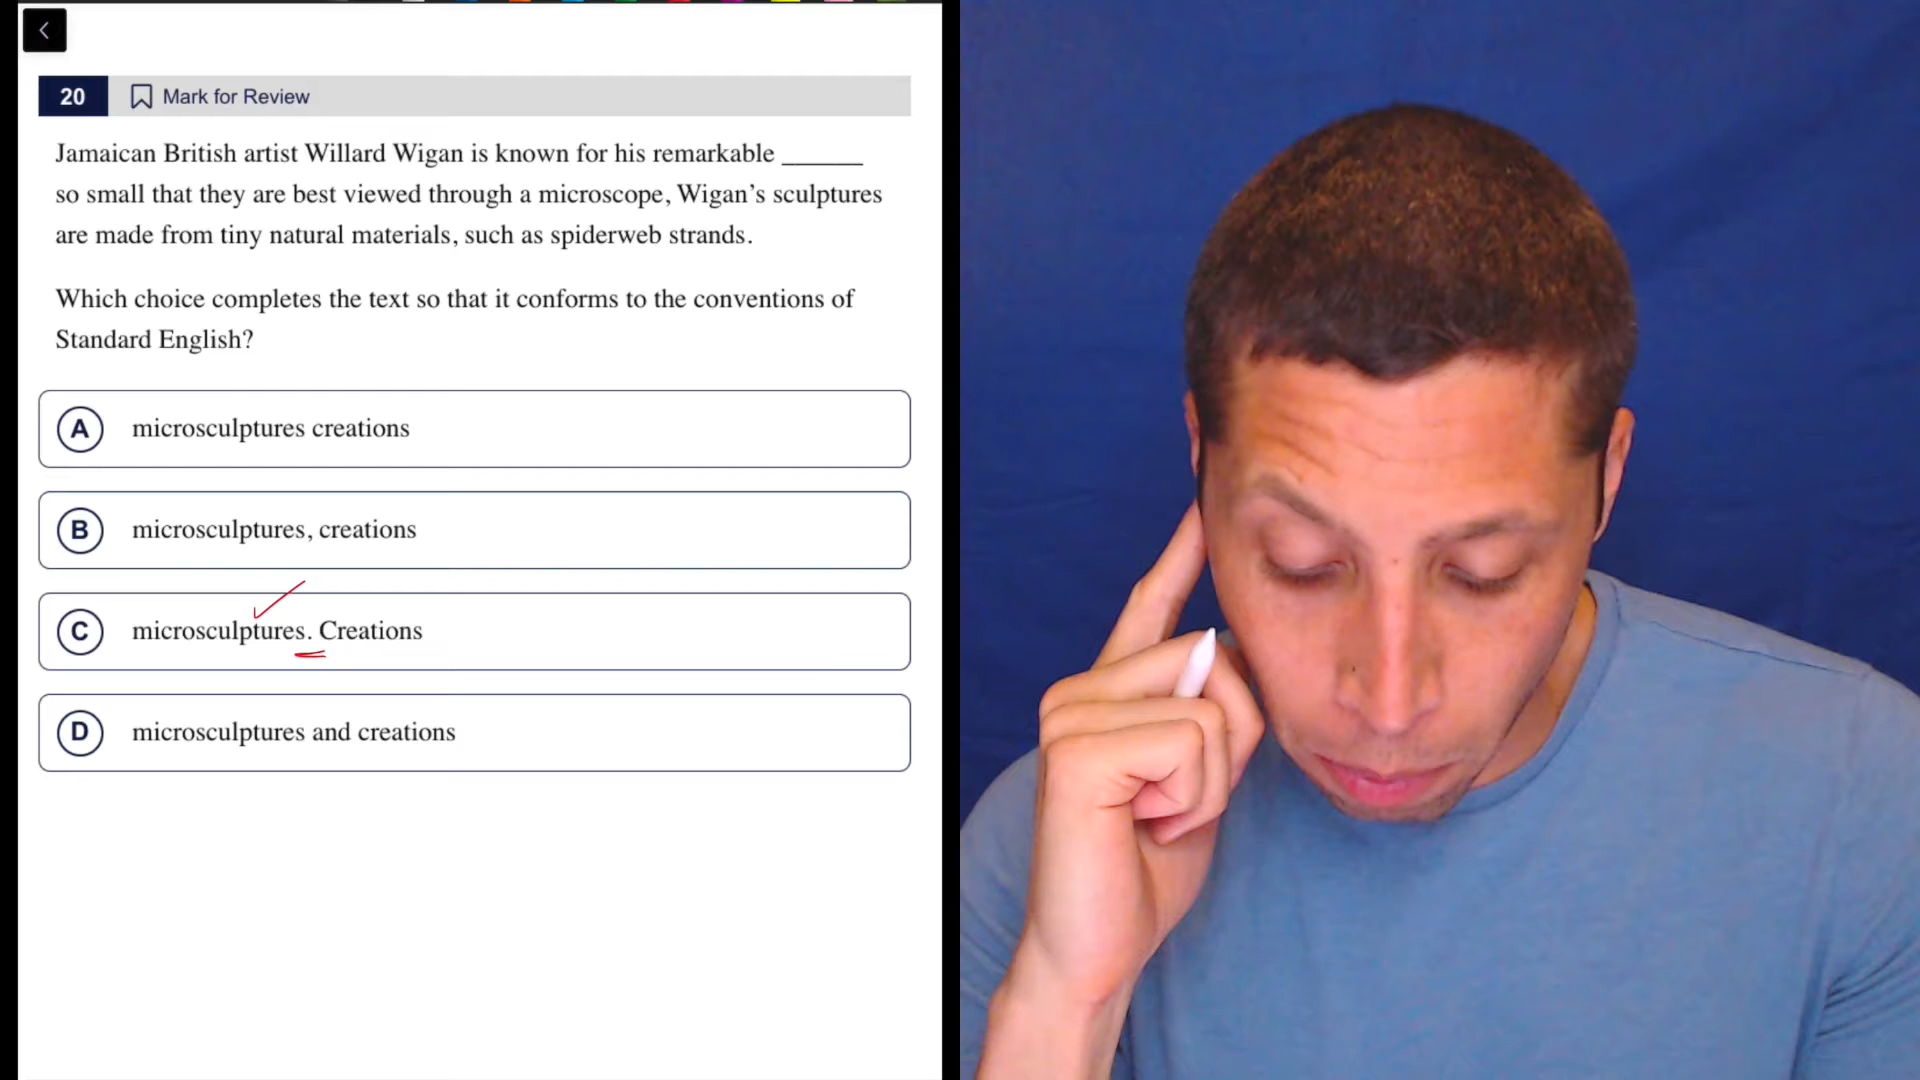 20 Mark for Review
Jamaican British artist Willard Wigan is known for his remarkable ______
so small that they are best viewed through a microscope, Wigan’s sculptures
are made from tiny natural materials, such as spiderweb strands.
Which choice completes the text so that it conforms to the conventions of
Standard English?
A microsculptures creations
B microsculptures, creations
C microsculptures. Creations
D microsculptures and creations